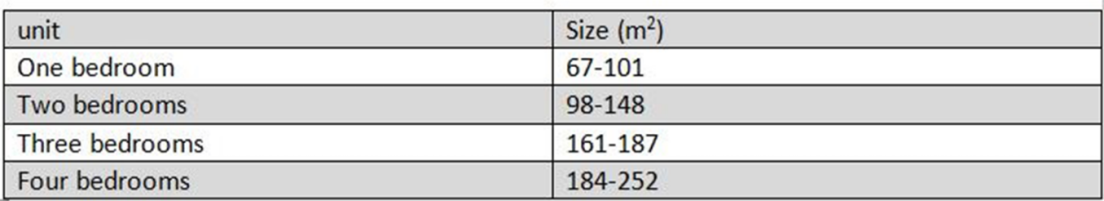 unit Size (m²)
One bedroom 67-101
Two bedrooms 98-148
Three bedrooms 161-187
Four bedrooms 184-252